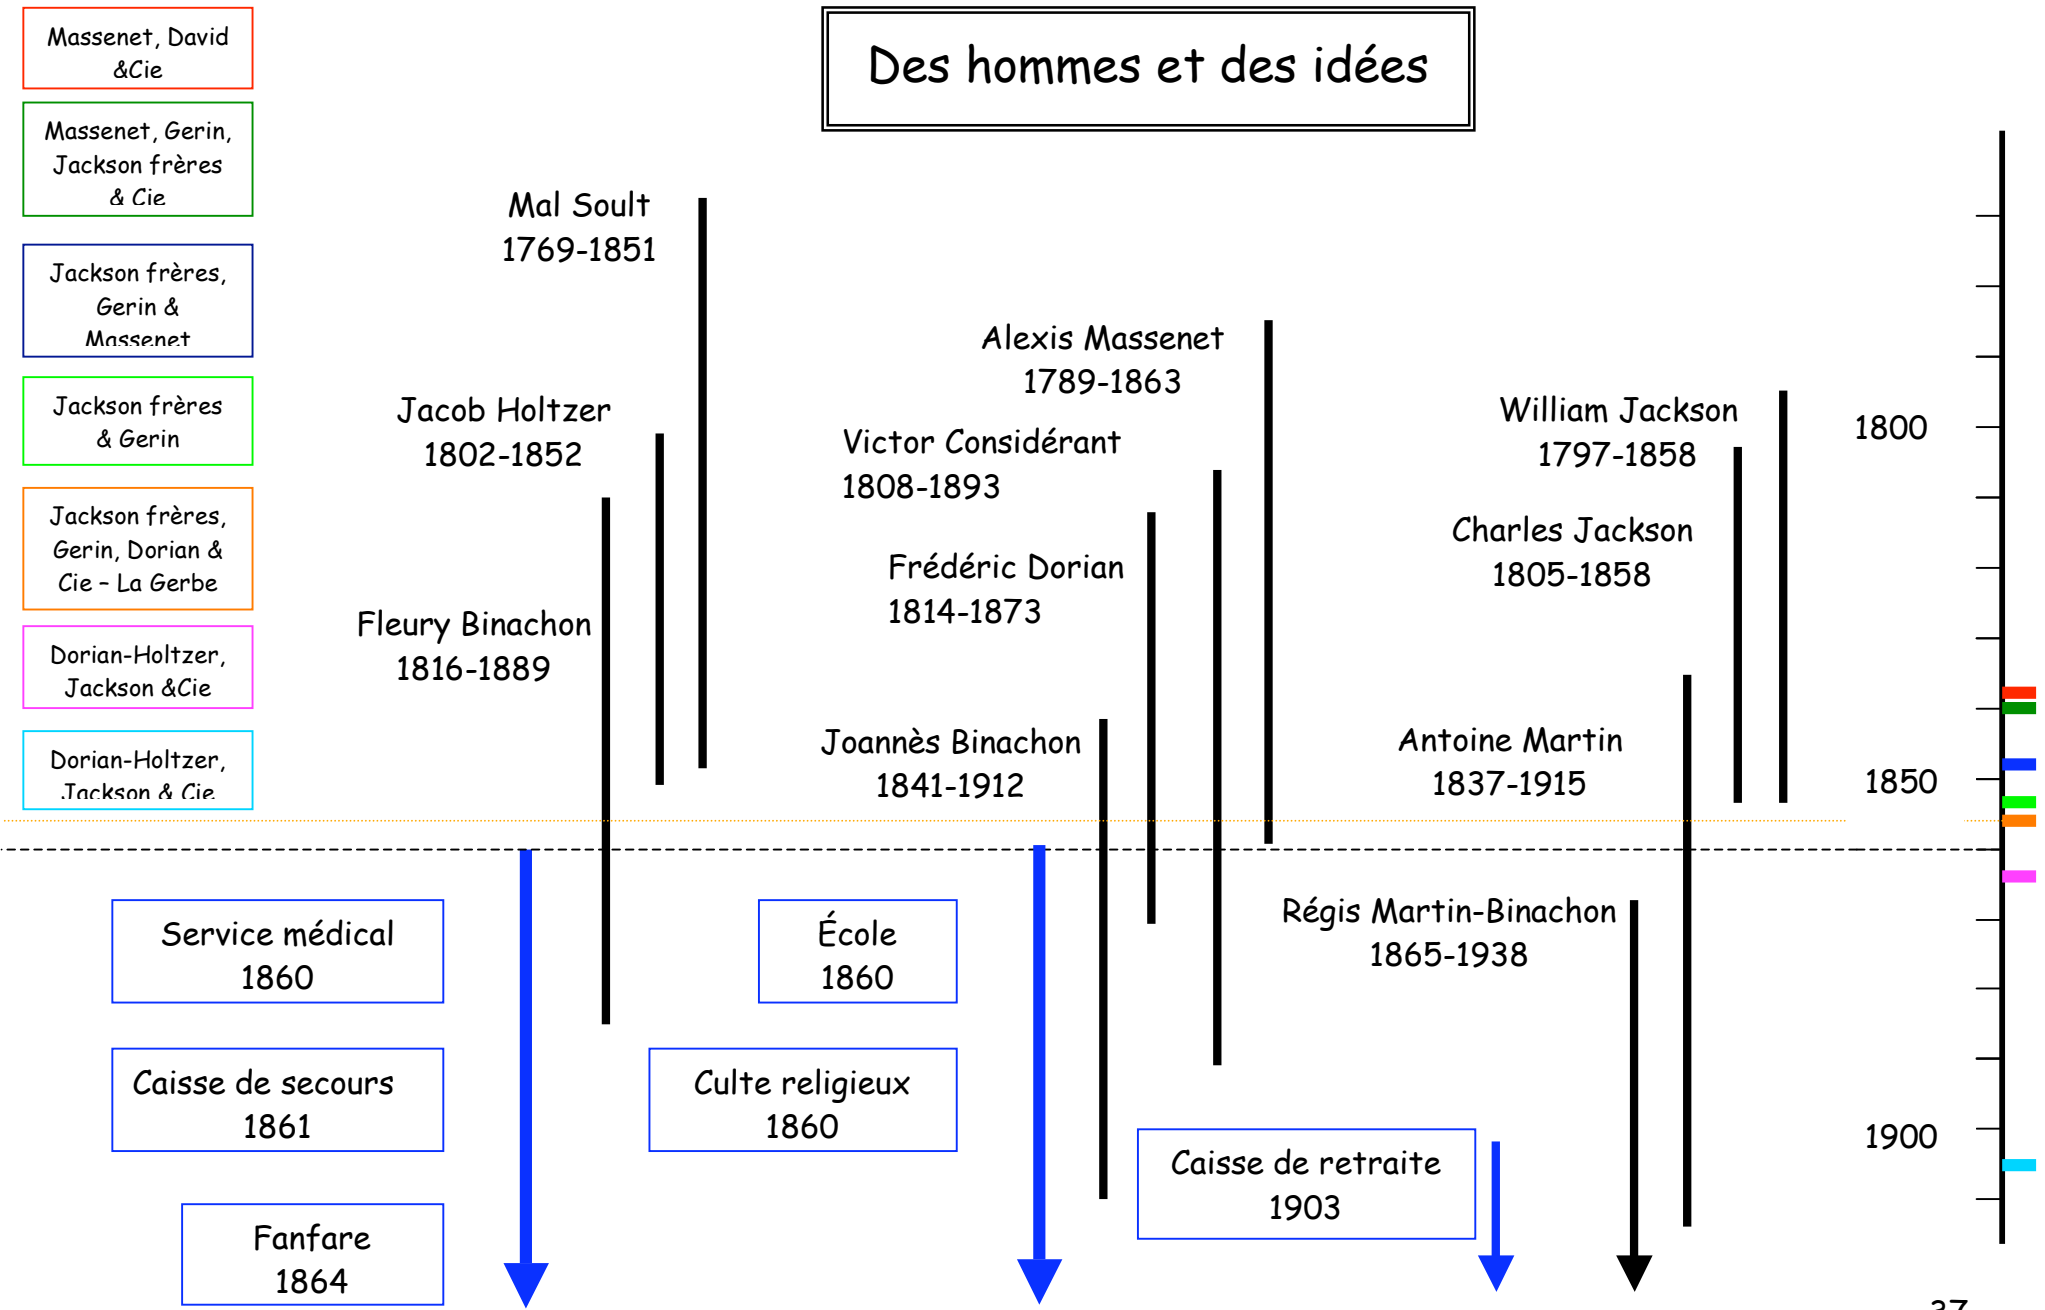 Massenet, David
&Cie
Massenet, Gerin,
Jackson frères
& Cie
Jackson frères,
Gerin &
Massenet
Jackson frères
& Gerin
Jackson frères,
Gerin, Dorian &
Cie – La Gerbe
Dorian-Holtzer,
Jackson &Cie
Dorian-Holtzer,
Jackson & Cie
Des hommes et des idées
Mal Soult
1769-1851
Jacob Holtzer
1802-1852
Fleury Binachon
1816-1889
Alexis Massenet
1789-1863
Victor Considérant
1808-1893
Frédéric Dorian
1814-1873
Joannès Binachon
1841-1912
William Jackson
1797-1858
Charles Jackson
1805-1858
Antoine Martin
1837-1915
Régis Martin-Binachon
1865-1938
1800
1850
1900
Service médical
1860
Caisse de secours
1861
Fanfare
1864
École
1860
Culte religieux
1860
Caisse de retraite
1903
37